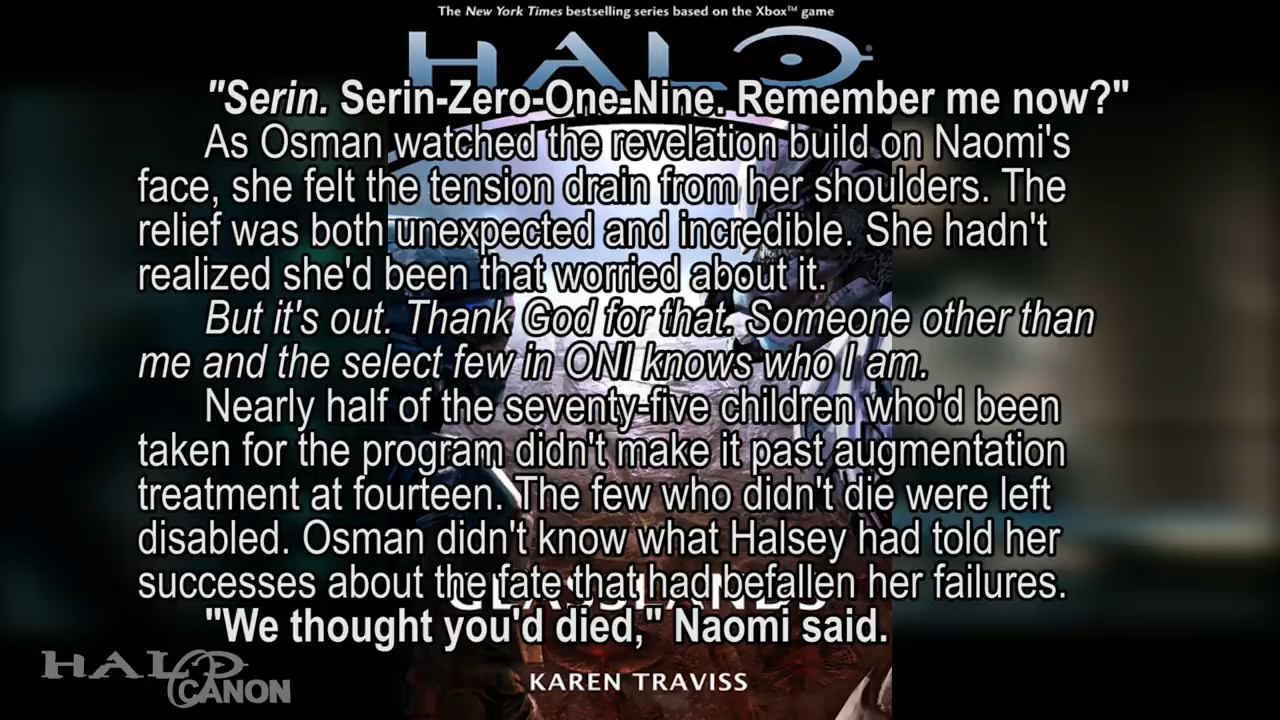 The New York Times bestselling series based on the Xbox™ game
HALO
"Serin. Serin-Zero-One-Nine. Remember me now?"
As Osman watched the revelation build on Naomi's
face, she felt the tension drain from her shoulders. The
relief was both unexpected and incredible. She hadn't
realized she'd been that worried about it.
But it's out. Thank God for that. Someone other than
me and the select few in ONI knows who I am.
Nearly half of the seventy-five children who'd been
taken for the program didn't make it past augmentation
treatment at fourteen. The few who didn't die were left
disabled. Osman didn't know what Halsey had told her
successes about the fate that had befallen her failures.
GLASSLANDS
"We thought you'd died," Naomi said.
HALO
CANON
KAREN TRAVISS